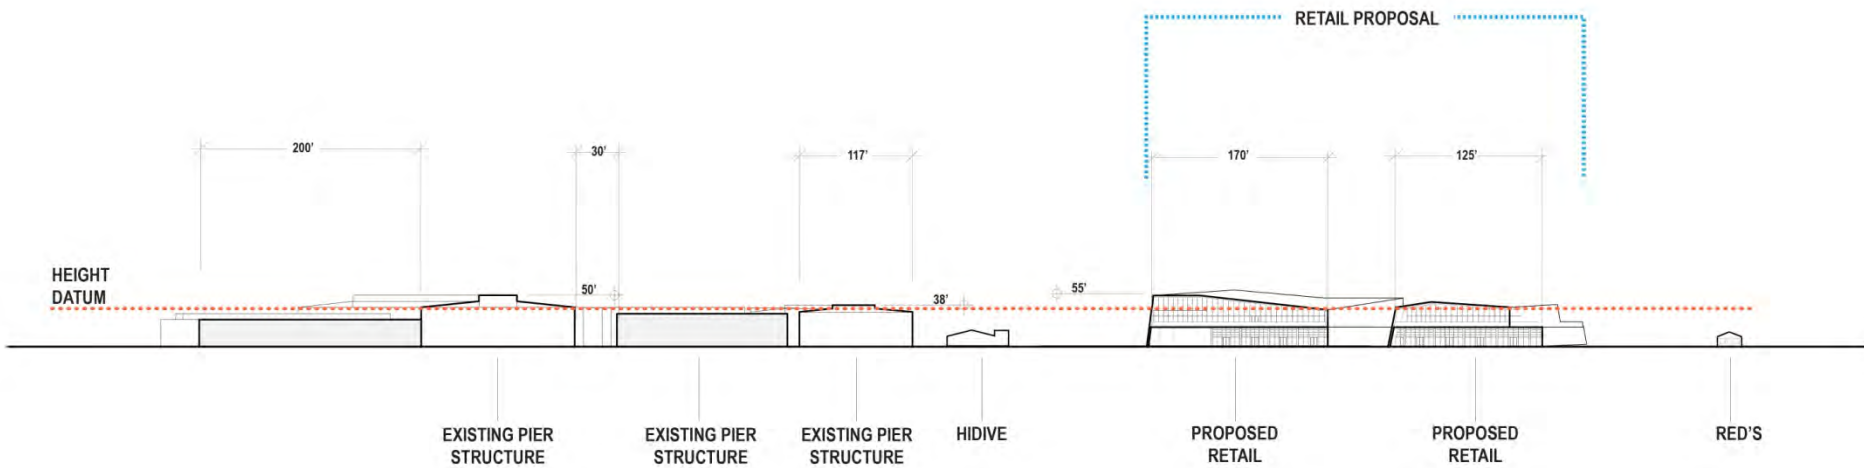 RETAIL PROPOSAL
200'
30'
117'
170'
125'
HEIGHT
DATUM
50'
38'
55'
EXISTING PIER
STRUCTURE
EXISTING PIER
STRUCTURE
EXISTING PIER
STRUCTURE
HIDIVE
PROPOSED
RETAIL
PROPOSED
RETAIL
RED'S